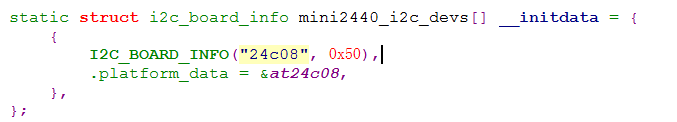 static struct i2c_board_info mini2440_i2c_devs[] __initdata = {
    {
        I2C_BOARD_INFO("24c08", 0x50),
        .platform_data = &at24c08,
    },
};